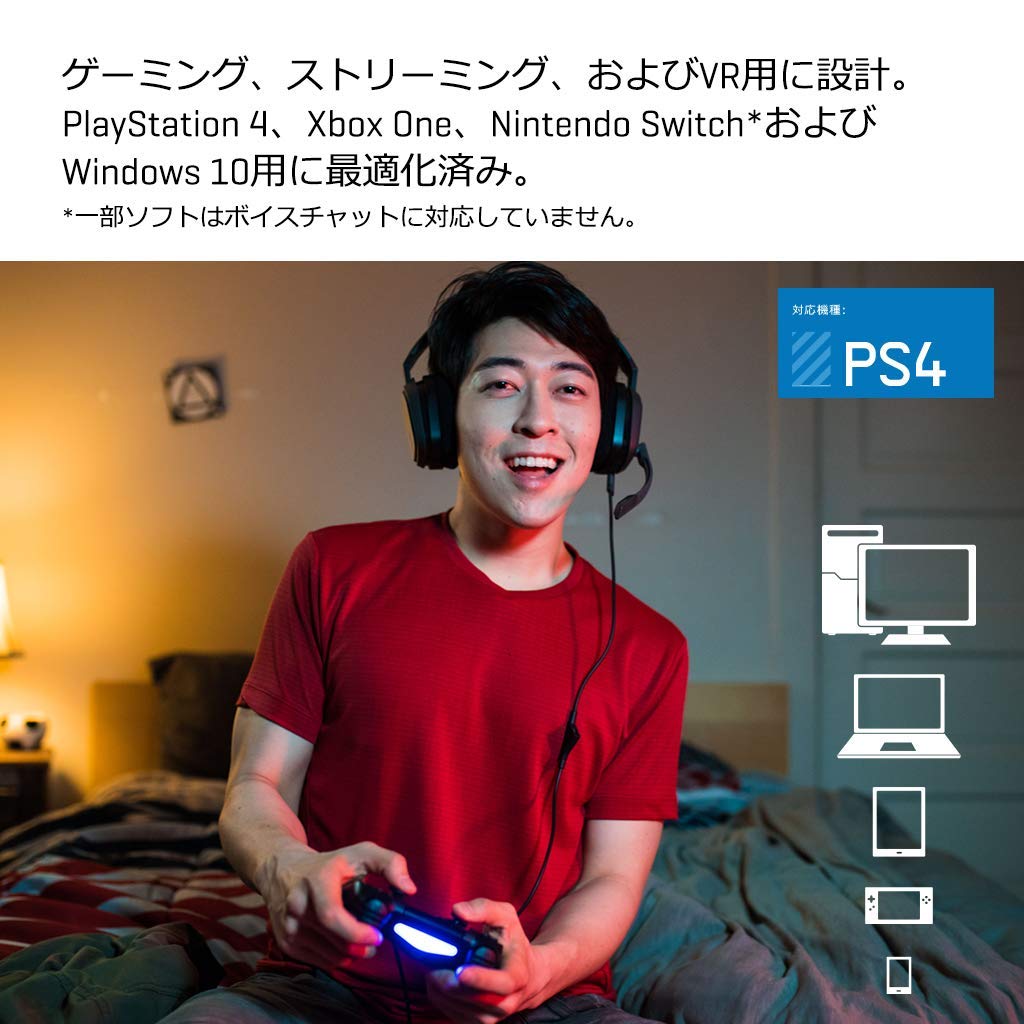 ゲーミング、ストリーミング、およびVR用に設計。
PlayStation 4、Xbox One、Nintendo Switch*および
Windows 10用に最適化済み。
*一部ソフトはボイスチャットに対応していません。
対応機種:
PS4